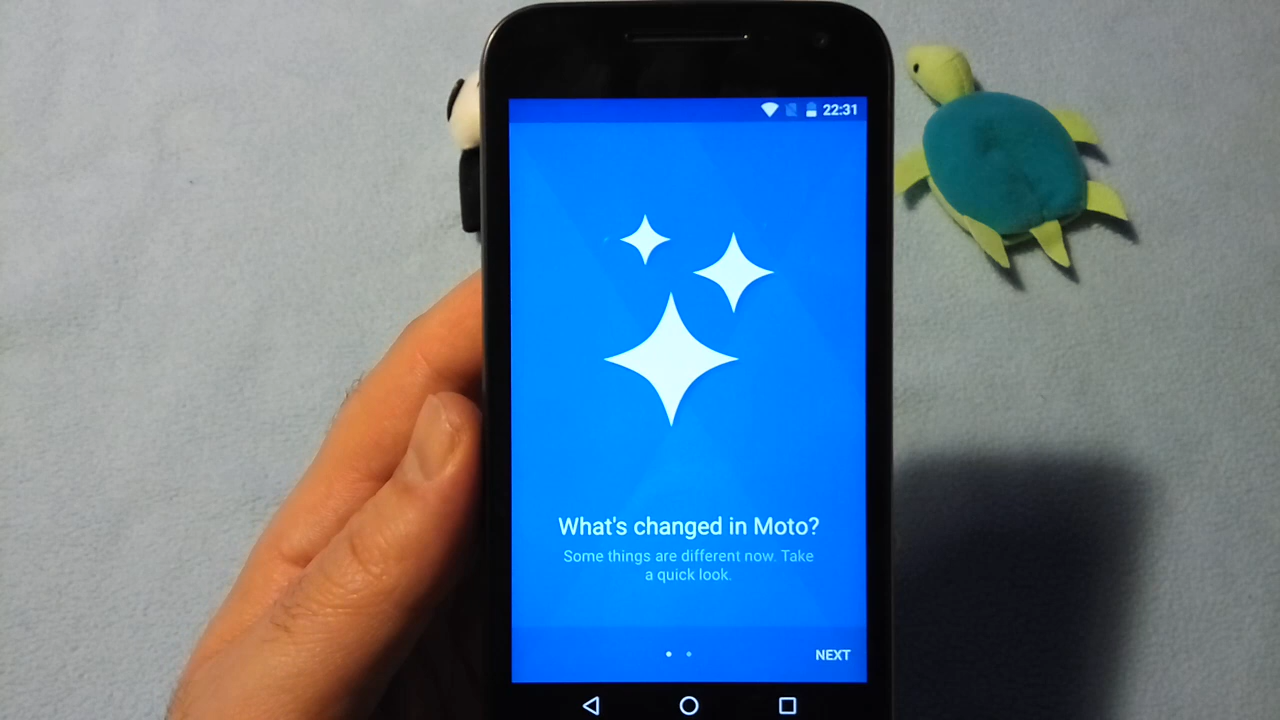 22:31
What's changed in Moto?
Some things are different now. Take
a quick look.
NEXT